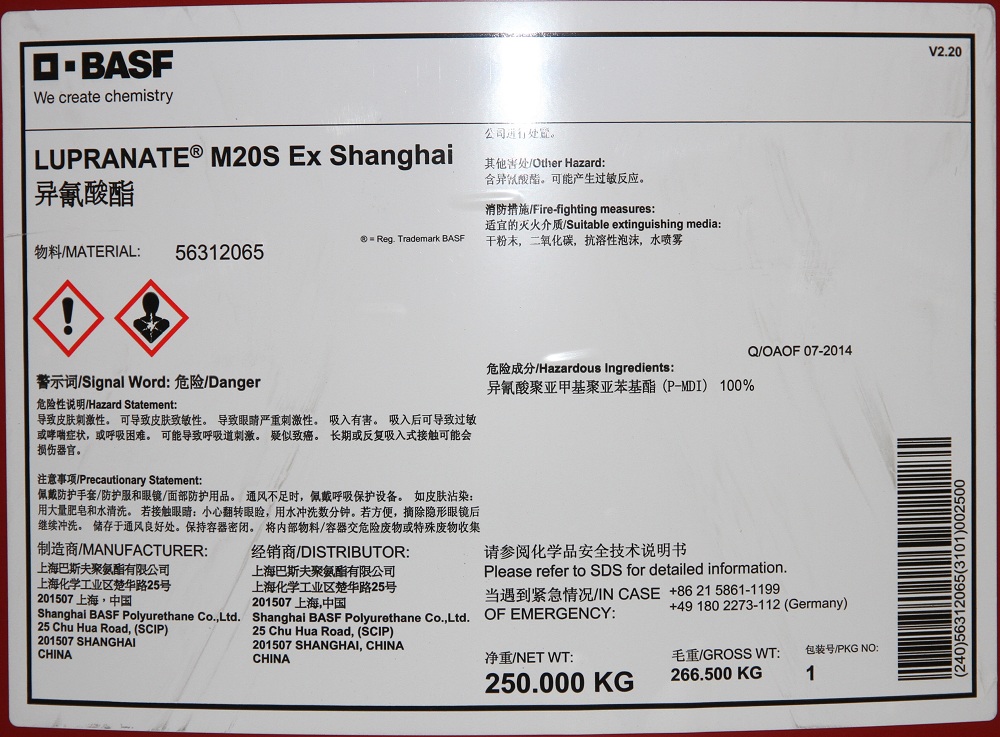 BASF
We create chemistry
V2.20
LUPRANATE® M20S Ex Shanghai
异氰酸酯
® = Reg. Trademark BASF
物料/MATERIAL: 56312065
警示词/Signal Word: 危险/Danger
危险性说明/Hazard Statement:
导致皮肤刺激性。 可导致皮肤致敏性。 导致眼睛严重刺激性。 吸入有害。 吸入后可导致过敏
或哮喘症状，或呼吸困难。 可能导致呼吸道刺激。 疑似致癌。 长期或反复吸入式接触可能会
损伤器官。
注意事项/Precautionary Statement:
佩戴防护手套/防护服和眼镜/面部防护用品。 通风不足时，佩戴呼吸保护设备。 如皮肤沾染：
用大量肥皂和水清洗。 若接触眼睛：小心翻转眼睑，用水冲洗数分钟。若方便，摘除隐形眼镜后
继续冲洗。 储存于通风良好处。保持容器密闭。 将内部物料/容器交危险废物或特殊废物收集
公司进行处置。
其他害处/Other Hazard:
含异氰酸酯。可能产生过敏反应。
消防措施/Fire-fighting measures:
适宜的灭火介质/Suitable extinguishing media:
干粉末，二氧化碳，抗溶性泡沫，水喷雾
Q/OAOF 07-2014
危险成分/Hazardous Ingredients:
异氰酸聚亚甲基聚亚苯基酯 (P-MDI) 100%
制造商/MANUFACTURER:
上海巴斯夫聚氨酯有限公司
上海化学工业区楚华路25号
201507 上海，中国
Shanghai BASF Polyurethane Co.,Ltd.
25 Chu Hua Road, (SCIP)
201507 SHANGHAI
CHINA
经销商/DISTRIBUTOR:
上海巴斯夫聚氨酯有限公司
上海化学工业区楚华路25号
201507 上海,中国
Shanghai BASF Polyurethane Co.,Ltd.
25 Chu Hua Road, (SCIP)
201507 SHANGHAI, CHINA
CHINA
请参阅化学品安全技术说明书
Please refer to SDS for detailed information.
当遇到紧急情况/IN CASE
OF EMERGENCY:
+86 21 5861-1199
+49 180 2273-112 (Germany)
净重/NET WT:
250.000 KG
毛重/GROSS WT:
266.500 KG
包装号/PKG NO:
1
(240)56312065(3101)002500